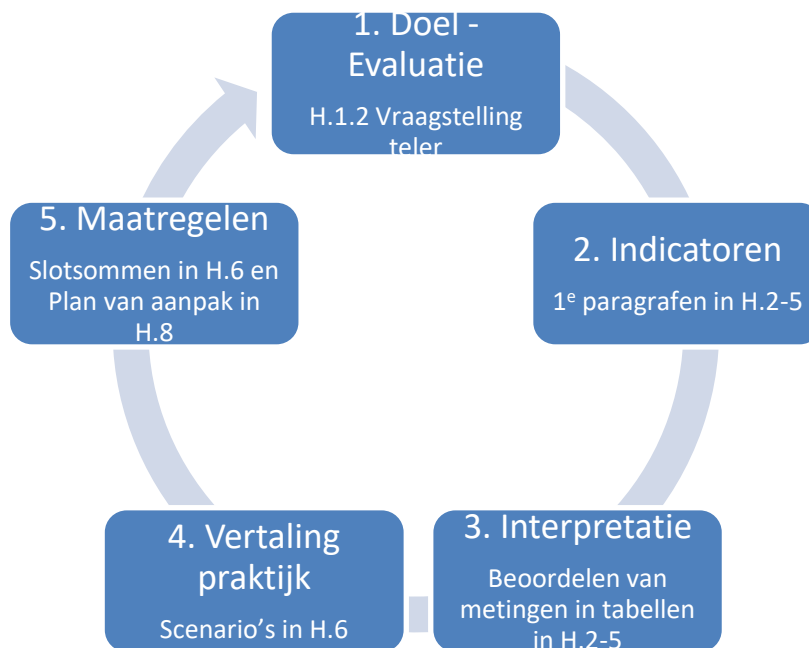 1. Doel -
Evaluatie
H.1.2 Vraagstelling
teler
2. Indicatoren
1e paragrafen in H.2-5
3. Interpretatie
Beoordelen van
metingen in tabellen
in H.2-5
4. Vertaling
praktijk
Scenario’s in H.6
5. Maatregelen
Slotsommen in H.6 en
Plan van aanpak in
H.8